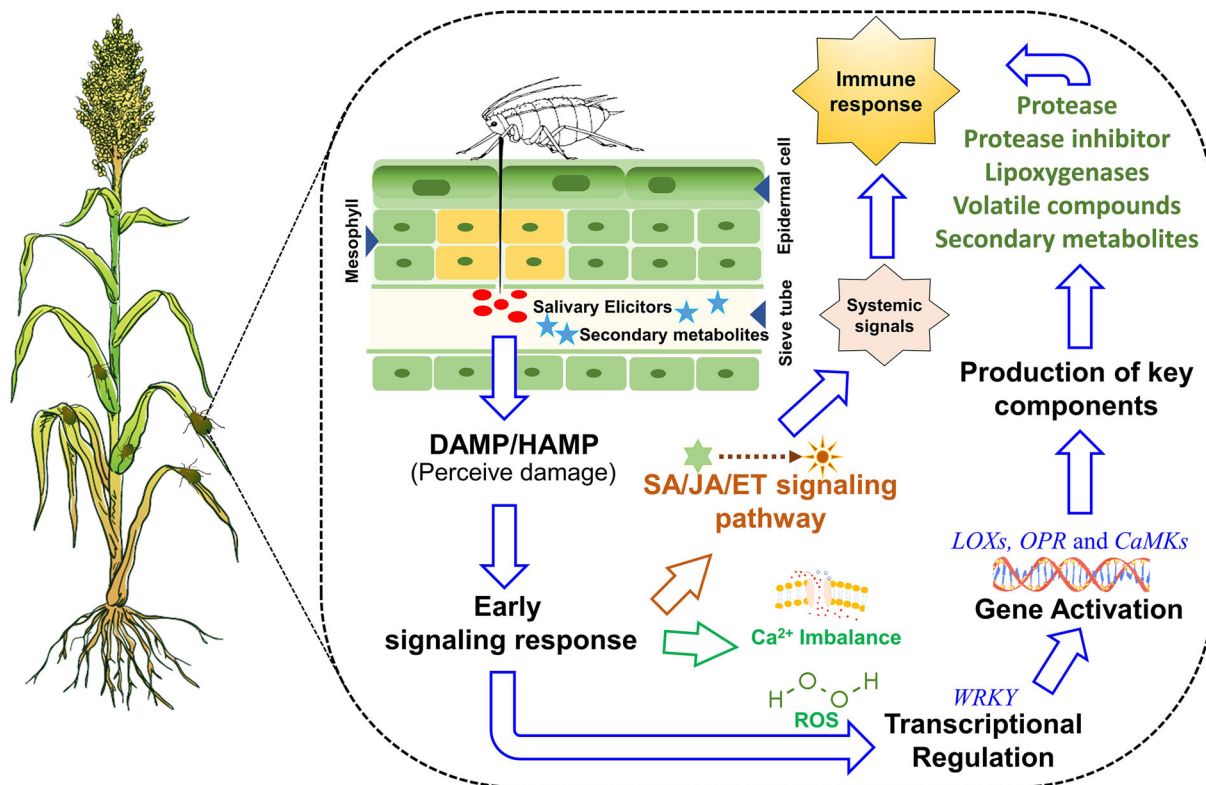 Immune
response
Protease
Protease inhibitor
Lipoxygenases
Volatile compounds
Secondary metabolites
Mesophyll
Epidermal cell
Sieve tube
Salivary Elicitors
Secondary metabolites
Systemic
signals
DAMP/HAMP
(Perceive damage)
SA/JA/ET signaling
pathway
Production of key
components
Early
signaling response
Ca²⁺ Imbalance
LOXs, OPR and CaMKs
Gene Activation
H O O H
ROS
WRKY
Transcriptional
Regulation